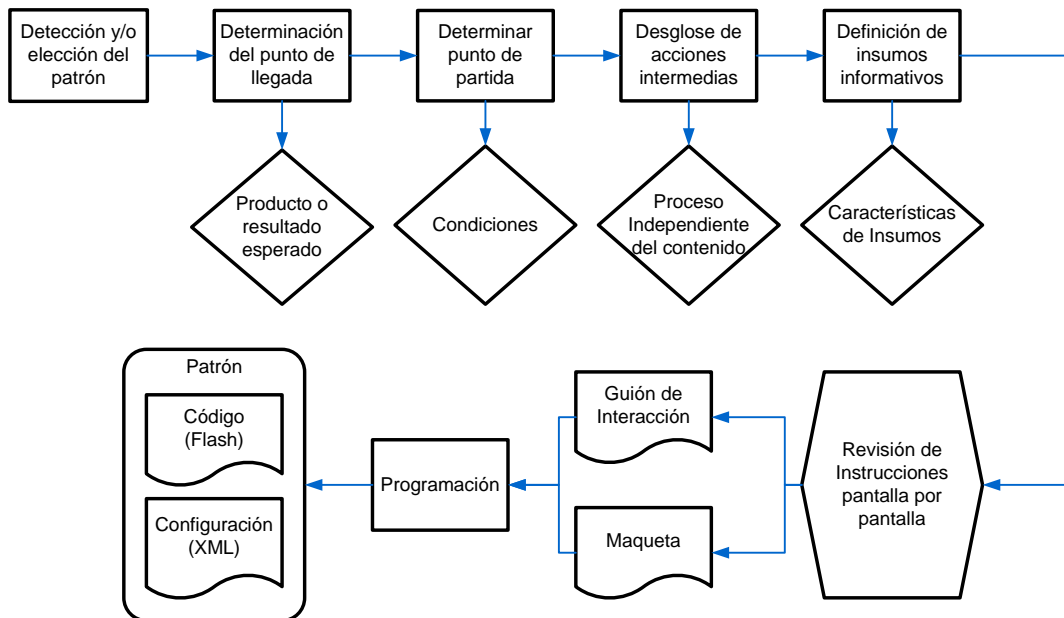 Detección y/o
elección del
patrón
Determinación
del punto de
llegada
Determinar
punto de
partida
Desglose de
acciones
intermedias
Definición de
insumos
informativos
Producto o
resultado
esperado
Condiciones
Proceso
Independiente
del contenido
Características
de Insumos
Patrón
Código
(Flash)
Configuración
(XML)
Programación
Guión de
Interacción
Maqueta
Revisión de
Instrucciones
pantalla por
pantalla